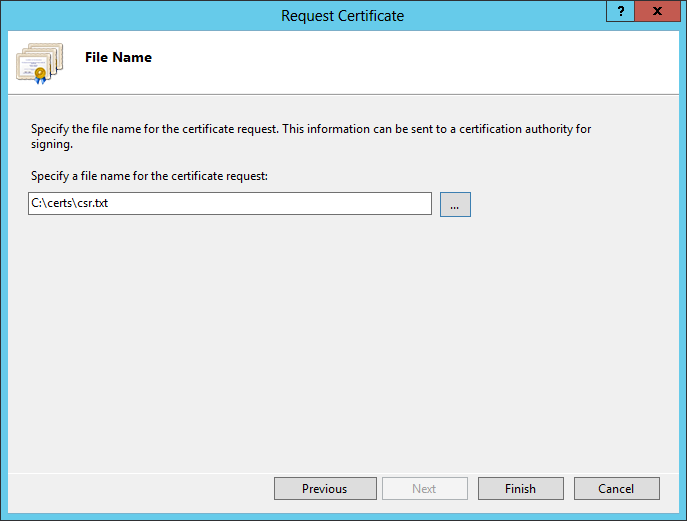 Request Certificate
?
x
File Name
Specify the file name for the certificate request. This information can be sent to a certification authority for
signing.
Specify a file name for the certificate request:
C:\certs\csr.txt
...
Previous
Next
Finish
Cancel